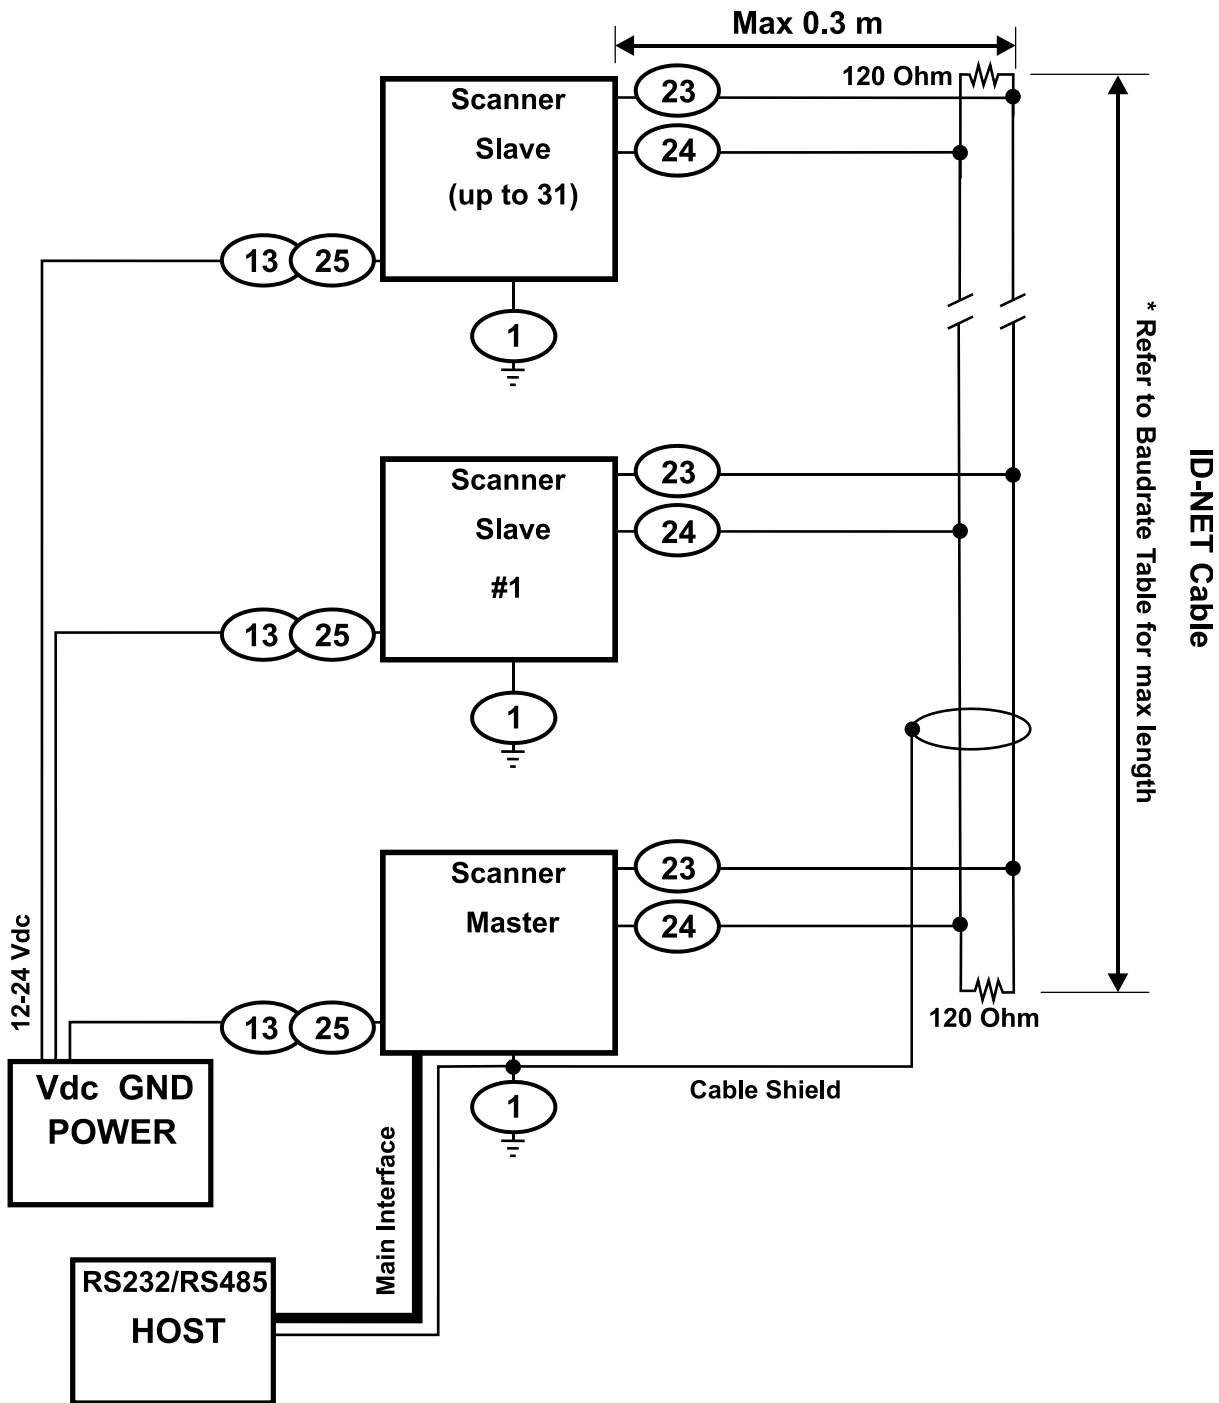 Max 0.3 m
120 Ohm
Scanner
Slave
(up to 31)
23
24
13
25
1
Scanner
Slave
#1
23
24
13
25
1
Scanner
Master
23
24
13
25
1
120 Ohm
Cable Shield
ID-NET Cable
* Refer to Baudrate Table for max length
12-24 Vdc
Vdc GND
POWER
Main Interface
RS232/RS485
HOST